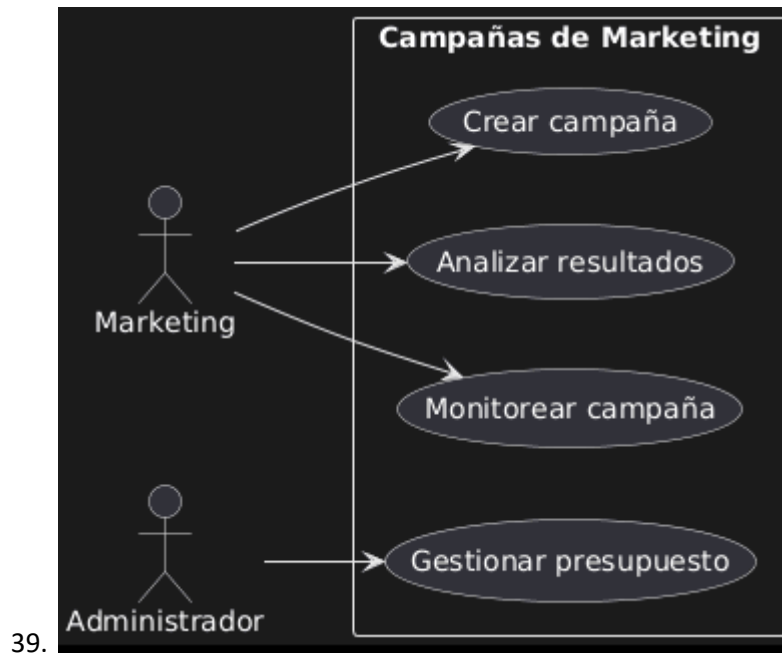 Campañas de Marketing
Crear campaña
Analizar resultados
Marketing
Monitorear campaña
Gestionar presupuesto
Administrador
39.